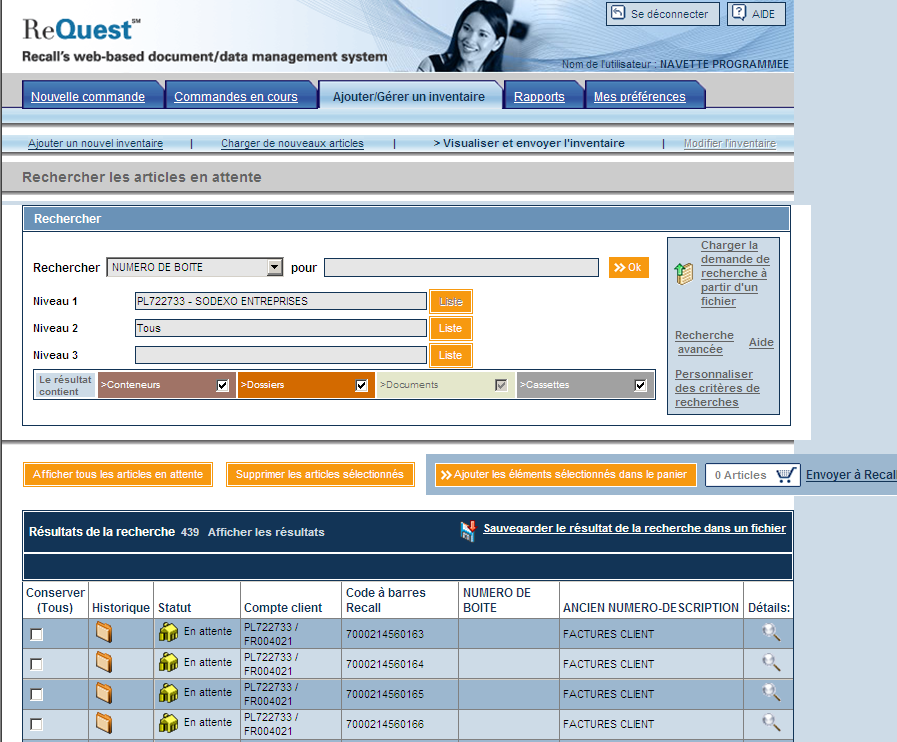 ReQuest℠
Recall's web-based document/data management system
Se déconnecter
AIDE
Nom de l'utilisateur : NAVETTE PROGRAMMEE
Nouvelle commande
Commandes en cours
Ajouter/Gérer un inventaire
Rapports
Mes préférences
Ajouter un nouvel inventaire | Charger de nouveaux articles | > Visualiser et envoyer l'inventaire | Modifier l'inventaire
Rechercher les articles en attente
Rechercher
Rechercher NUMERO DE BOITE pour >> Ok
Niveau 1 PL722733 - SODEXO ENTREPRISES Liste
Niveau 2 Tous Liste
Niveau 3 Liste
Le résultat
contient
>Conteneurs
>Dossiers
>Documents
>Cassettes
Charger la
demande de
recherche à
partir d'un
fichier
Recherche
avancée
Aide
Personnaliser
des critères de
recherches
Afficher tous les articles en attente
Supprimer les articles sélectionnés
>> Ajouter les éléments sélectionnés dans le panier
0 Articles
Envoyer à Recall
Résultats de la recherche 439 Afficher les résultats
Sauvegarder le résultat de la recherche dans un fichier
Conserver
(Tous)
Historique
Statut
Compte client
Code à barres
Recall
NUMERO DE
BOITE
ANCIEN NUMERO-DESCRIPTION
Détails:
En attente
PL722733 /
FR004021
7000214560163
FACTURES CLIENT
En attente
PL722733 /
FR004021
7000214560164
FACTURES CLIENT
En attente
PL722733 /
FR004021
7000214560165
FACTURES CLIENT
En attente
PL722733 /
FR004021
7000214560166
FACTURES CLIENT